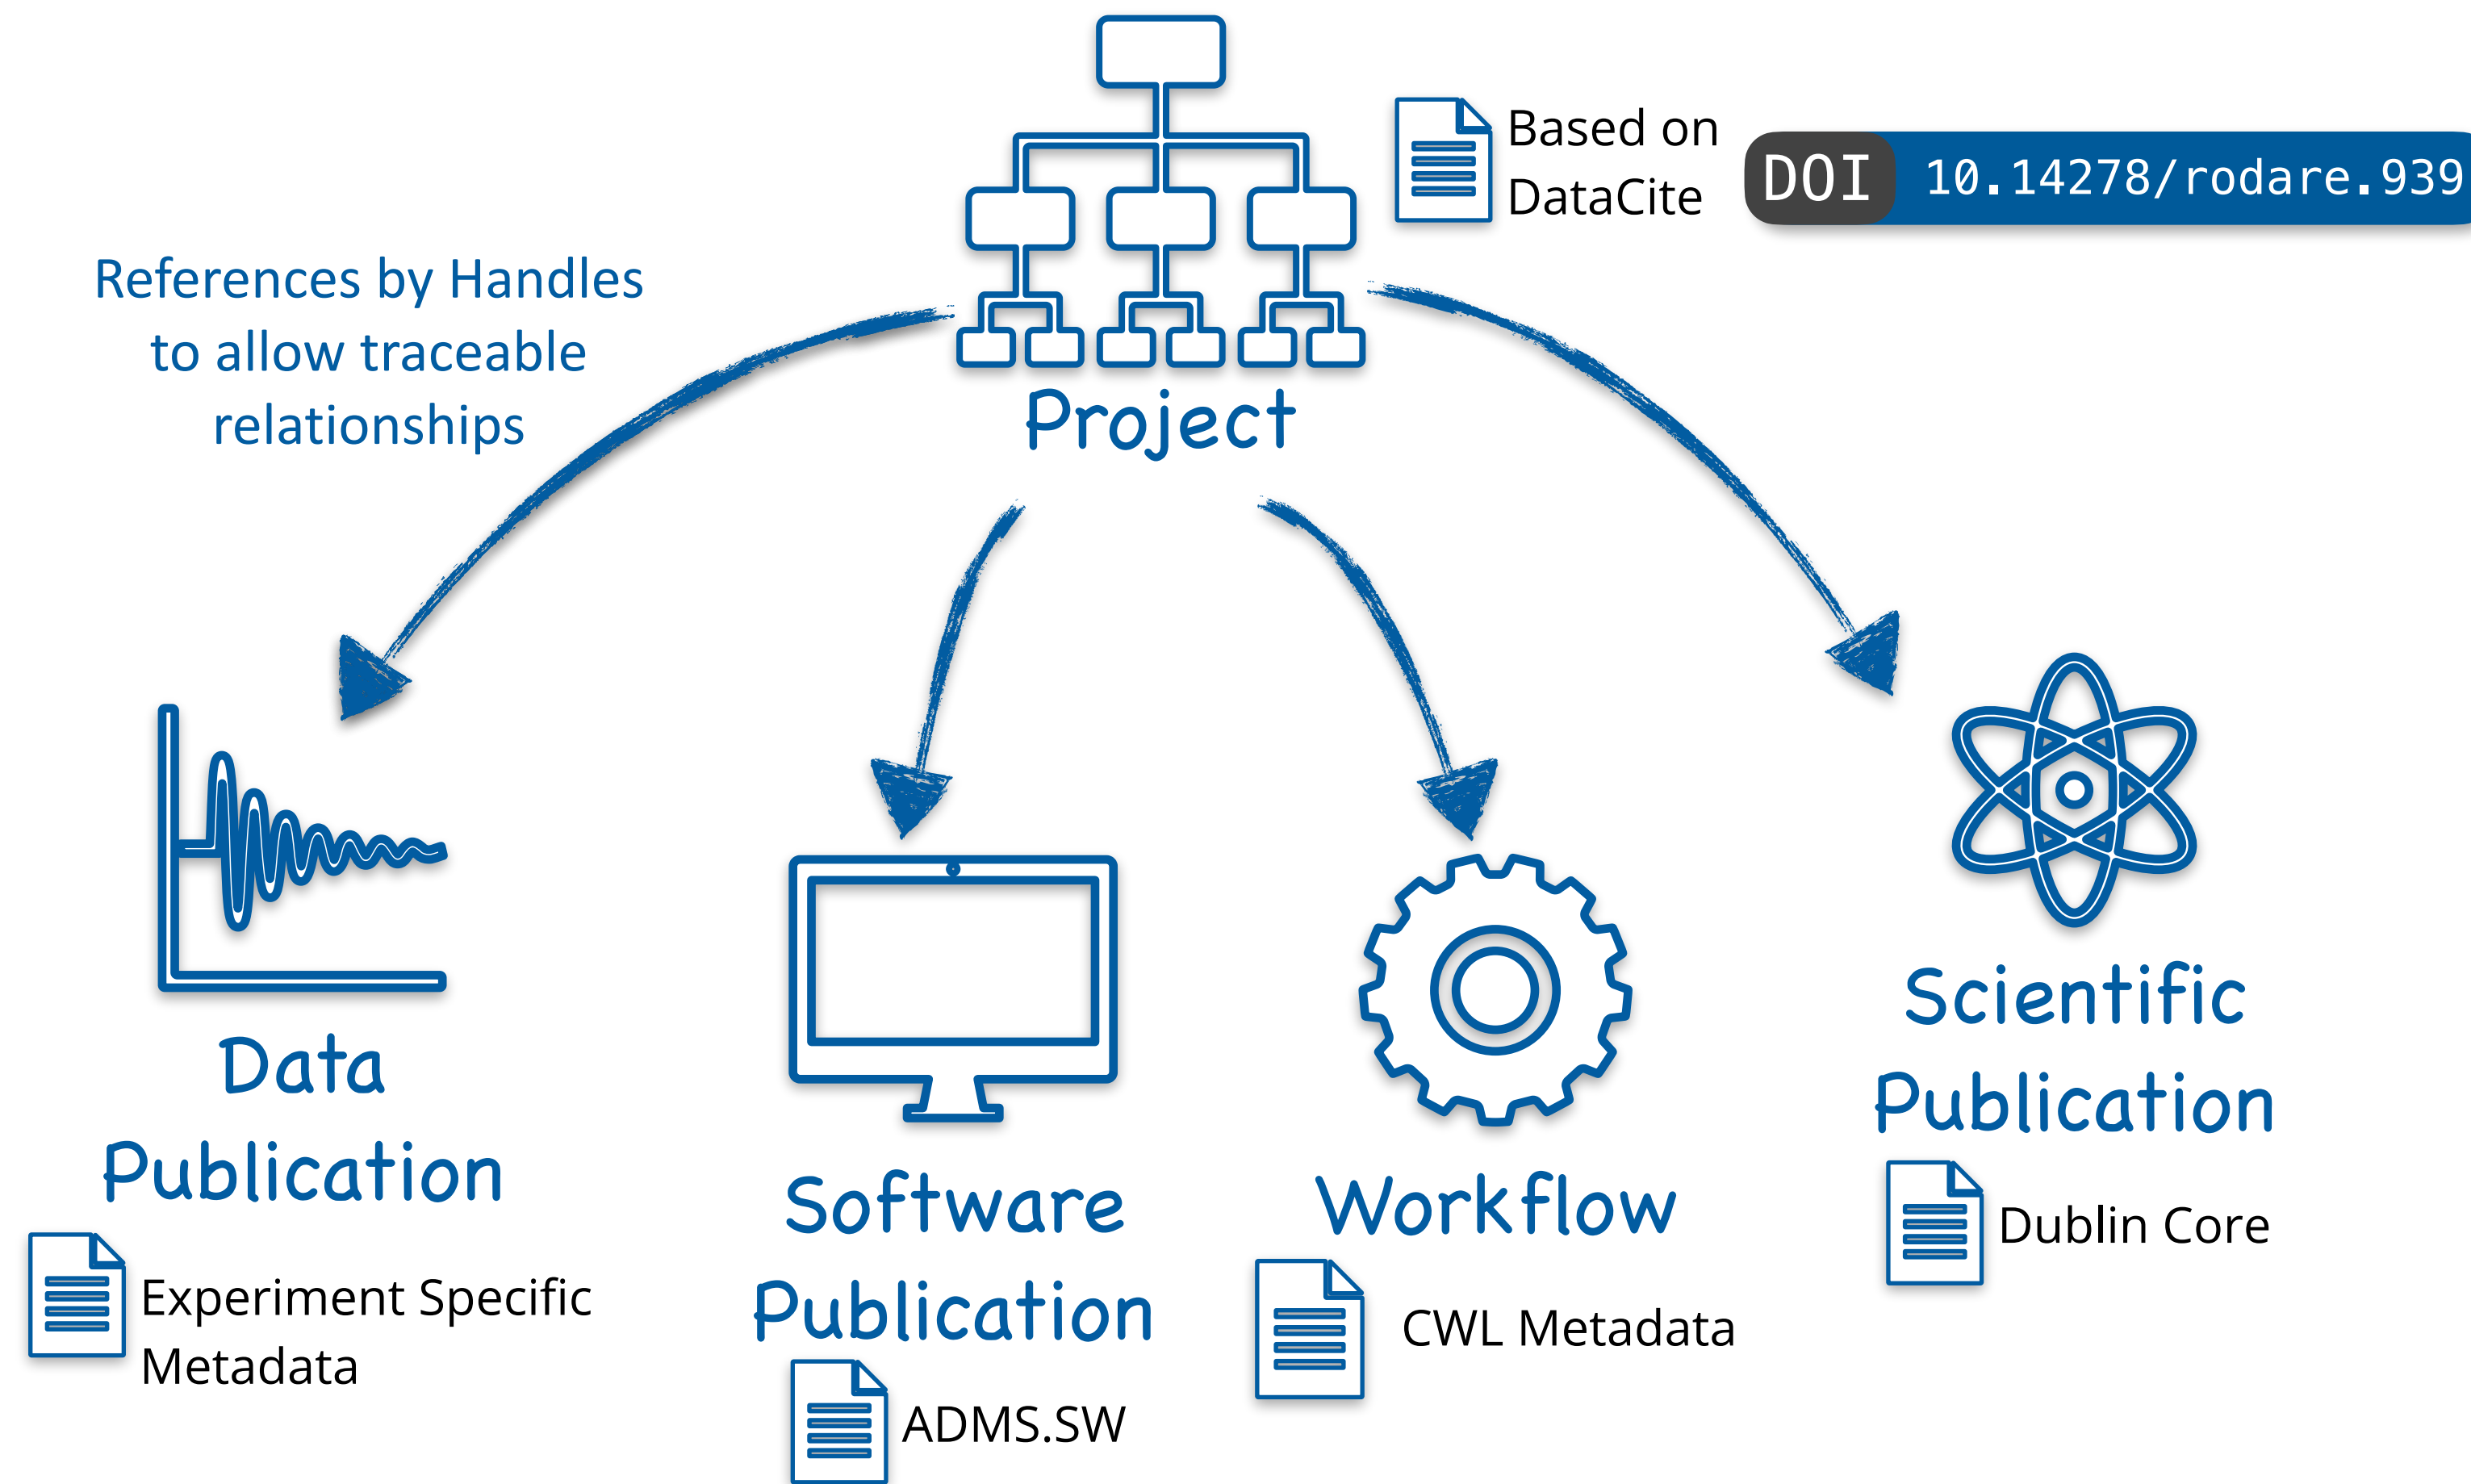 Based on
DataCite
DOI 10.14278/rodare.939
References by Handles
to allow traceable
relationships
Project
Data
Publication
Experiment Specific
Metadata
Software
Publication
ADMS.SW
Workflow
CWL Metadata
Scientific
Publication
Dublin Core